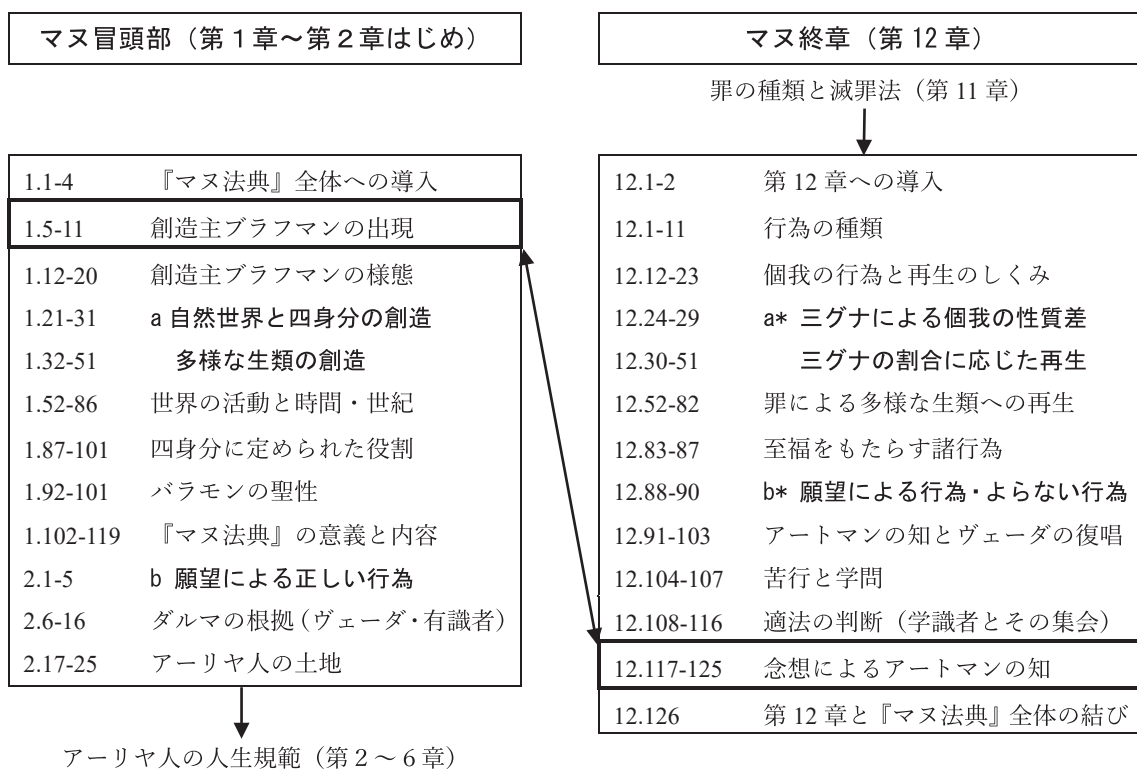 マヌ冒頭部（第１章～第２章はじめ）
1.1-4 『マヌ法典』全体への導入
1.5-11 創造主ブラフマンの出現
1.12-20 創造主ブラフマンの様態
1.21-31 a 自然世界と四身分の創造
1.32-51 多様な生類の創造
1.52-86 世界の活動と時間・世紀
1.87-101 四身分に定められた役割
1.92-101 バラモンの聖性
1.102-119 『マヌ法典』の意義と内容
2.1-5 b 願望による正しい行為
2.6-16 ダルマの根拠（ヴェーダ・有識者）
2.17-25 アーリヤ人の土地
アーリヤ人の人生規範（第２～６章）
マヌ終章（第 12 章）
罪の種類と滅罪法（第 11 章）
12.1-2 第 12 章への導入
12.1-11 行為の種類
12.12-23 個我の行為と再生のしくみ
12.24-29 a* 三グナによる個我の性質差
12.30-51 三グナの割合に応じた再生
12.52-82 罪による多様な生類への再生
12.83-87 至福をもたらす諸行為
12.88-90 b* 願望による行為・よらない行為
12.91-103 アートマンの知とヴェーダの復唱
12.104-107 苦行と学問
12.108-116 適法の判断（学識者とその集会）
12.117-125 念想によるアートマンの知
12.126 第 12 章と『マヌ法典』全体の結び